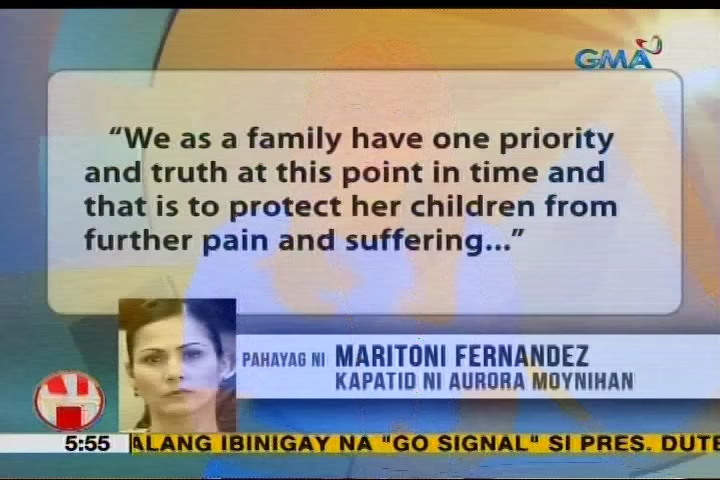 GMA
“We as a family have one priority
and truth at this point in time and
that is to protect her children from
further pain and suffering...”
PAHAYAG NI MARITONI FERNANDEZ
KAPATID NI AURORA MOYNIHAN
5:55 ALANG IBINIGAY NA "GO SIGNAL" SI PRES. DUTE